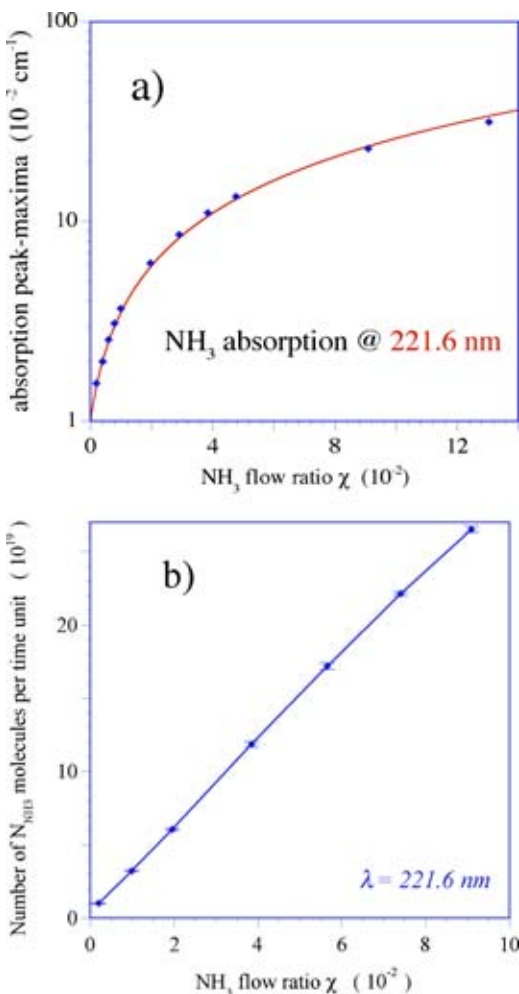 100
a)
10
NH₃ absorption @ 221.6 nm
1
0 4 8 12
absorption peak-maxima (10⁻² cm⁻¹)
NH₃ flow ratio χ (10⁻²)
b)
20
10
λ = 221.6 nm
0
0 2 4 6 8 10
Number of N_NH3 molecules per time unit (10¹⁹)
NH₃ flow ratio χ (10⁻²)